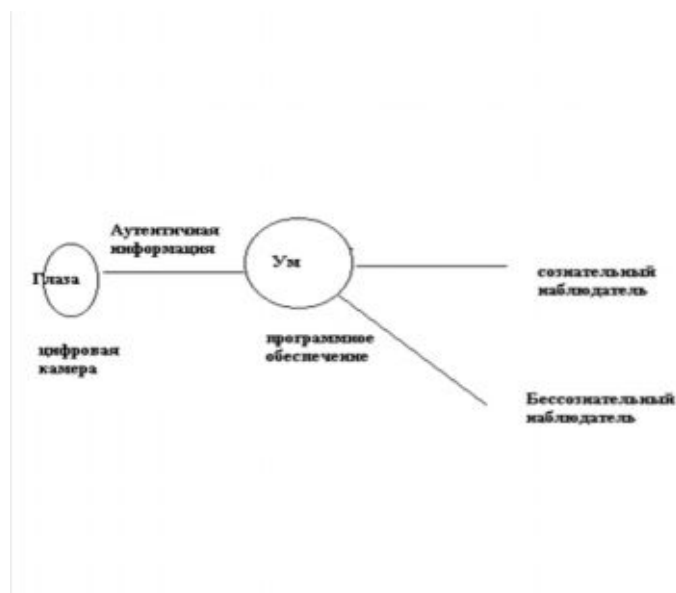 Аутентичная
информация
Глаза
Ум
сознательный
наблюдатель
цифровая
камера
программное
обеспечение
Бессознательный
наблюдатель